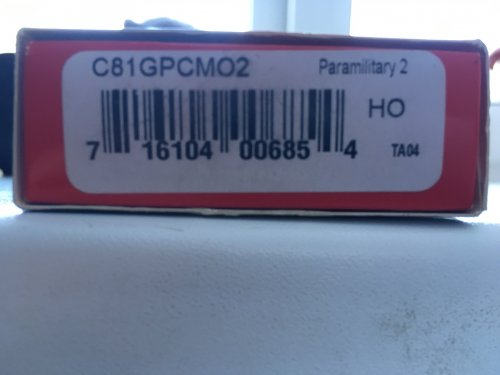 C81GPCMO2 Paramilitary 2
HO
7 16104 00685 4 TA04